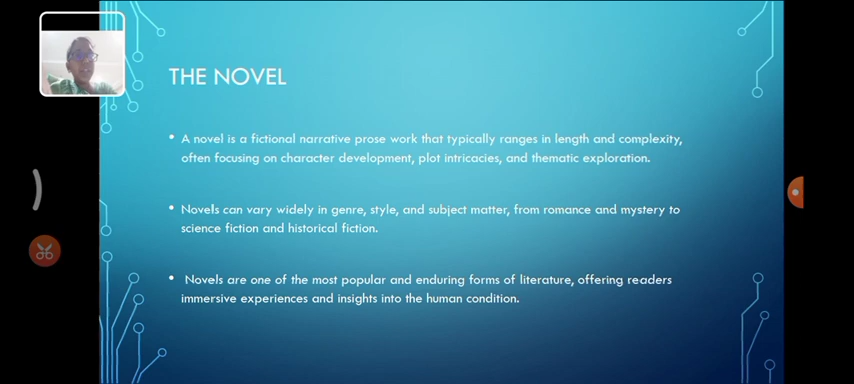 THE NOVEL
• A novel is a fictional narrative prose work that typically ranges in length and complexity,
often focusing on character development, plot intricacies, and thematic exploration.
• Novels can vary widely in genre, style, and subject matter, from romance and mystery to
science fiction and historical fiction.
• Novels are one of the most popular and enduring forms of literature, offering readers
immersive experiences and insights into the human condition.